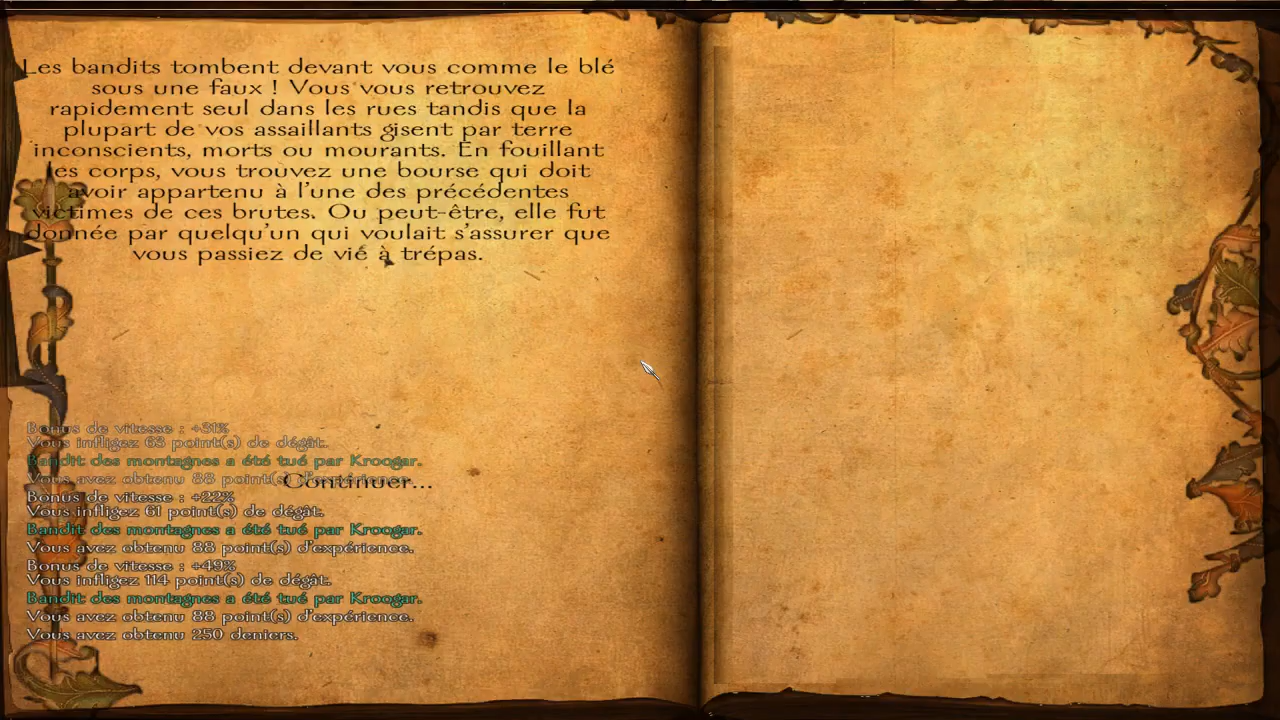 Les bandits tombent devant vous comme le blé
sous une faux ! Vous vous retrouvez
rapidement seul dans les rues tandis que la
plupart de vos assaillants gisent par terre
inconscients, morts ou mourants. En fouillant
les corps, vous trouvez une bourse qui doit
avoir appartenu à l'une des précédentes
victimes de ces brutes. Ou peut-être, elle fut
donnée par quelqu'un qui voulait s'assurer que
vous passiez de vie à trépas.
Bonus de vitesse : +31%
Vous infligez 63 point(s) de dégât.
Bandit des montagnes a été tué par Kroogar.
Vous avez obtenu 88 point(s) d'expérience.
Continuer...
Bonus de vitesse : +22%
Vous infligez 61 point(s) de dégât.
Bandit des montagnes a été tué par Kroogar.
Vous avez obtenu 88 point(s) d'expérience.
Bonus de vitesse : +49%
Vous infligez 114 point(s) de dégât.
Bandit des montagnes a été tué par Kroogar.
Vous avez obtenu 88 point(s) d'expérience.
Vous avez obtenu 250 deniers.